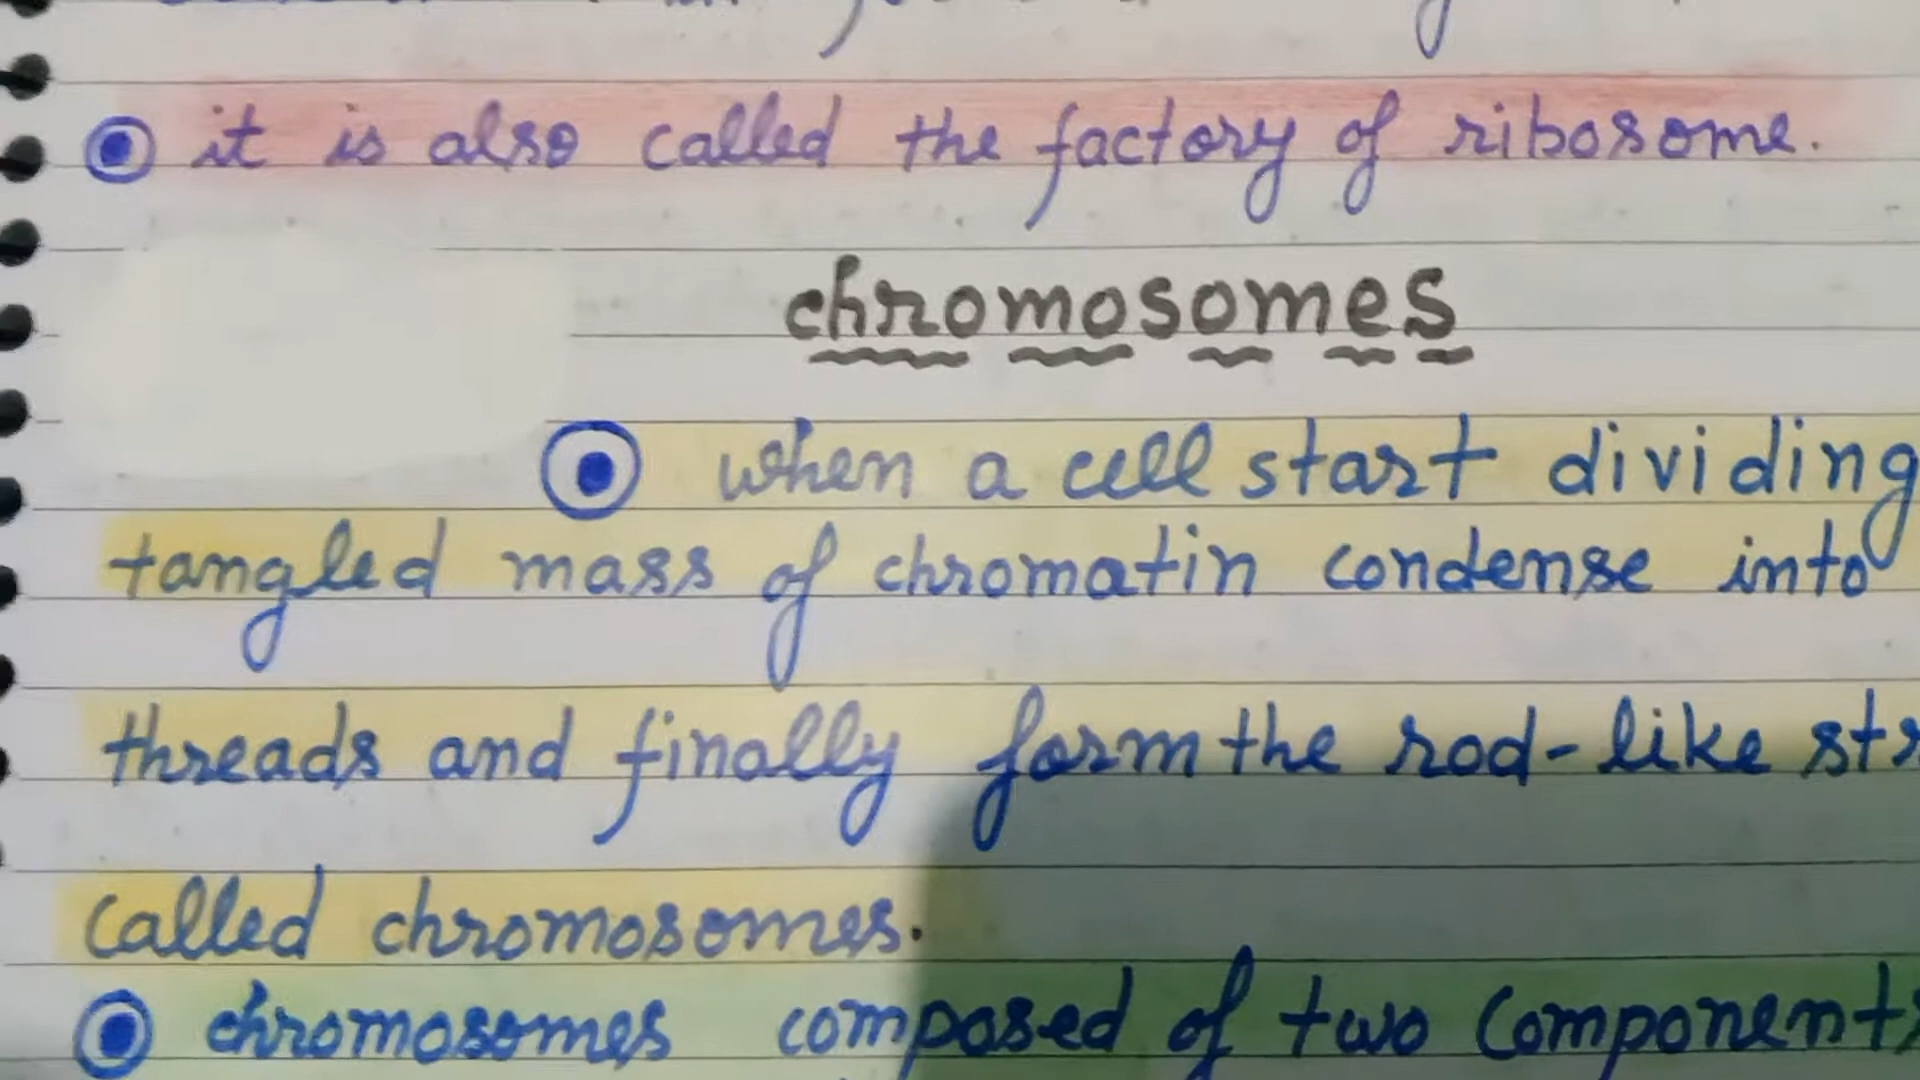 it is also called the factory of ribosome.
chromosomes
when a cell start dividing
tangled mass of chromatin condense into
threads and finally form the rod-like
called chromosomes.
chromosomes composed of two components